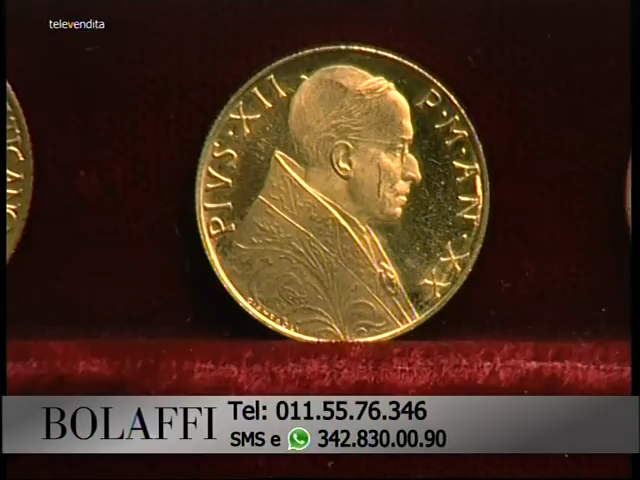 televendita
PIVS·XII P·M·AN·XX
BOLAFFI
Tel: 011.55.76.346
SMS e 342.830.00.90